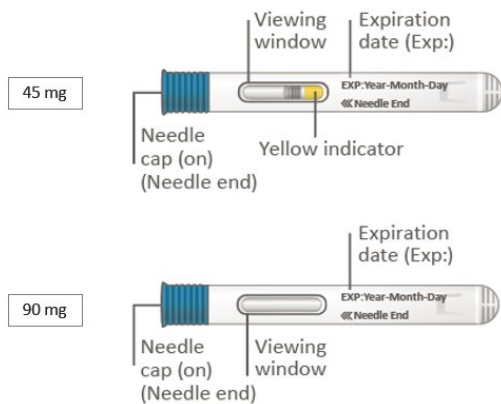 Viewing
window
Expiration
date (Exp:)
45 mg
EXP:Year-Month-Day
⋘Needle End
Needle
cap (on)
(Needle end)
Yellow indicator
Expiration
date (Exp:)
90 mg
EXP:Year-Month-Day
⋘Needle End
Needle
cap (on)
(Needle end)
Viewing
window